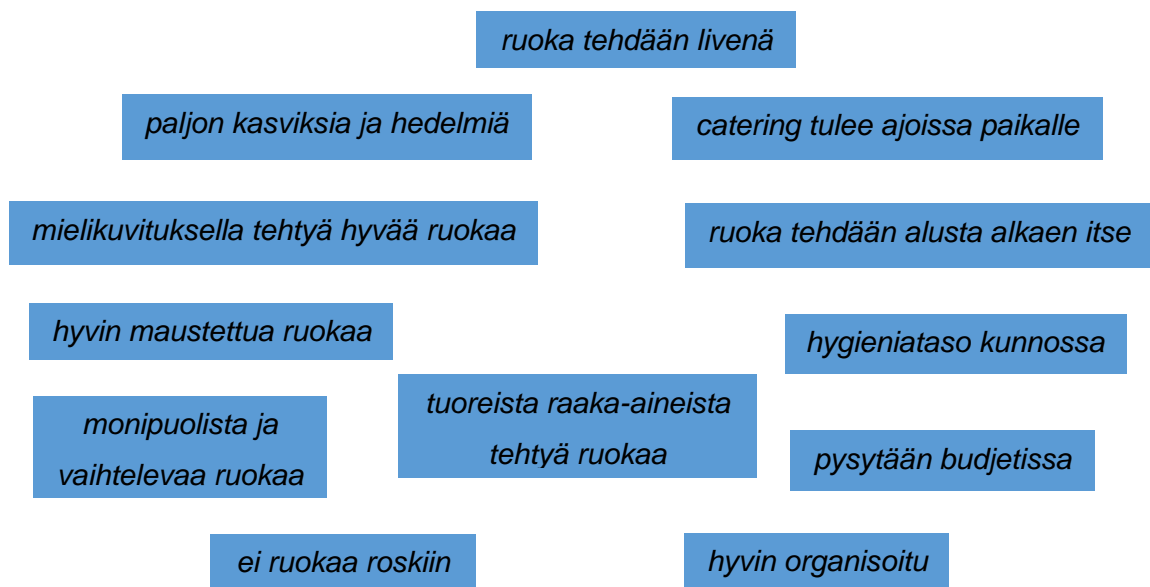 ruoka tehdään livenä
paljon kasviksia ja hedelmiä
catering tulee ajoissa paikalle
mielikuvituksella tehtyä hyvää ruokaa
ruoka tehdään alusta alkaen itse
hyvin maustettua ruokaa
hygieniataso kunnossa
tuoreista raaka-aineista
tehtyä ruokaa
monipuolista ja
vaihtelevaa ruokaa
pysytään budjetissa
ei ruokaa roskiin
hyvin organisoitu